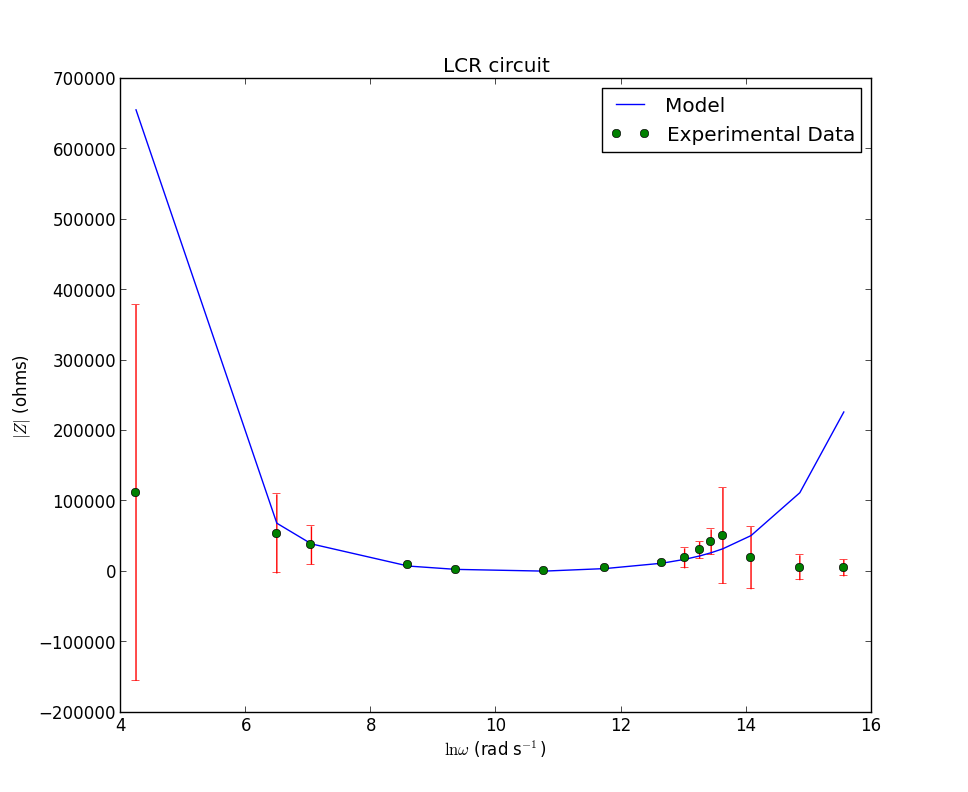 LCR circuit
700000
600000
500000
400000
300000
200000
100000
0
−100000
−200000
|Z| (ohms)
Model
Experimental Data
4 6 8 10 12 14 16
lnω (rad s⁻¹)